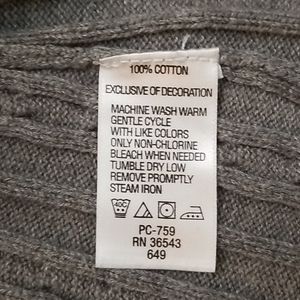 100% COTTON
EXCLUSIVE OF DECORATION
MACHINE WASH WARM
GENTLE CYCLE
WITH LIKE COLORS
ONLY NON-CHLORINE
BLEACH WHEN NEEDED
TUMBLE DRY LOW
REMOVE PROMPTLY
STEAM IRON
40C
PC-759
RN 36543
649